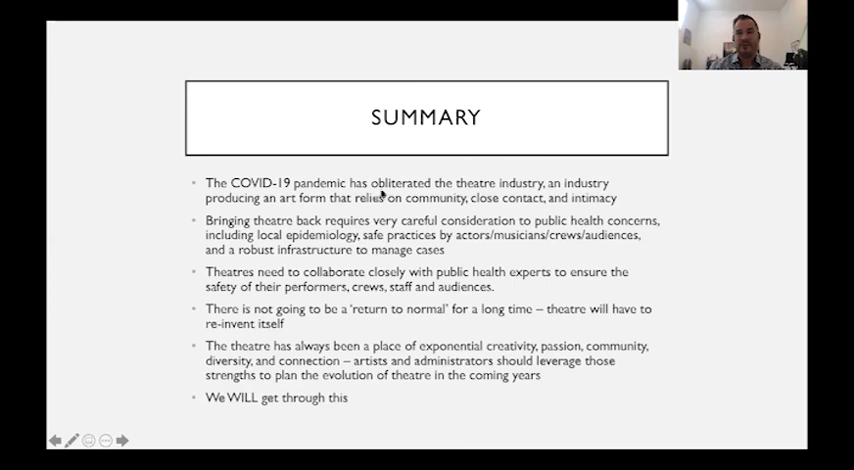 SUMMARY
The COVID-19 pandemic has obliterated the theatre industry, an industry
producing an art form that relies on community, close contact, and intimacy
Bringing theatre back requires very careful consideration to public health concerns,
including local epidemiology, safe practices by actors/musicians/crews/audiences,
and a robust infrastructure to manage cases
Theatres need to collaborate closely with public health experts to ensure the
safety of their performers, crews, staff and audiences.
There is not going to be a 'return to normal' for a long time – theatre will have to
re-invent itself
The theatre has always been a place of exponential creativity, passion, community,
diversity, and connection – artists and administrators should leverage those
strengths to plan the evolution of theatre in the coming years
We WILL get through this